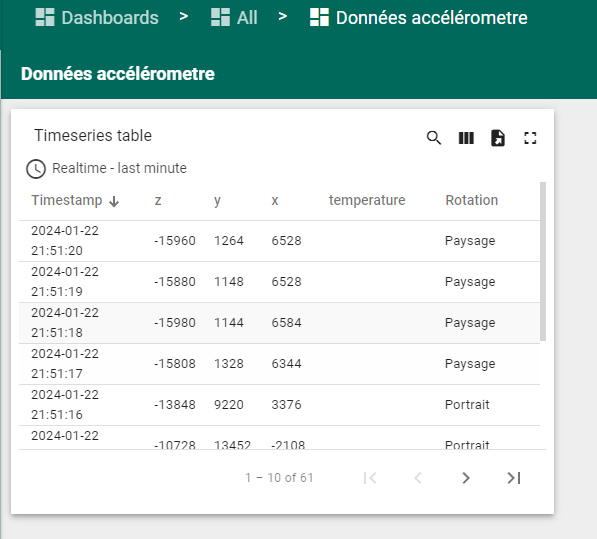 Dashboards > All > Données accéléromètre
Données accélérometre
Timeseries table
Realtime - last minute
Timestamp z y x temperature Rotation
2024-01-22
21:51:20 -15960 1264 6528 Paysage
2024-01-22
21:51:19 -15880 1148 6528 Paysage
2024-01-22
21:51:18 -15980 1144 6584 Paysage
2024-01-22
21:51:17 -15808 1328 6344 Paysage
2024-01-22
21:51:16 -13848 9220 3376 Portrait
2024-01-22
-10728 13452 -2108 Portrait
1 – 10 of 61